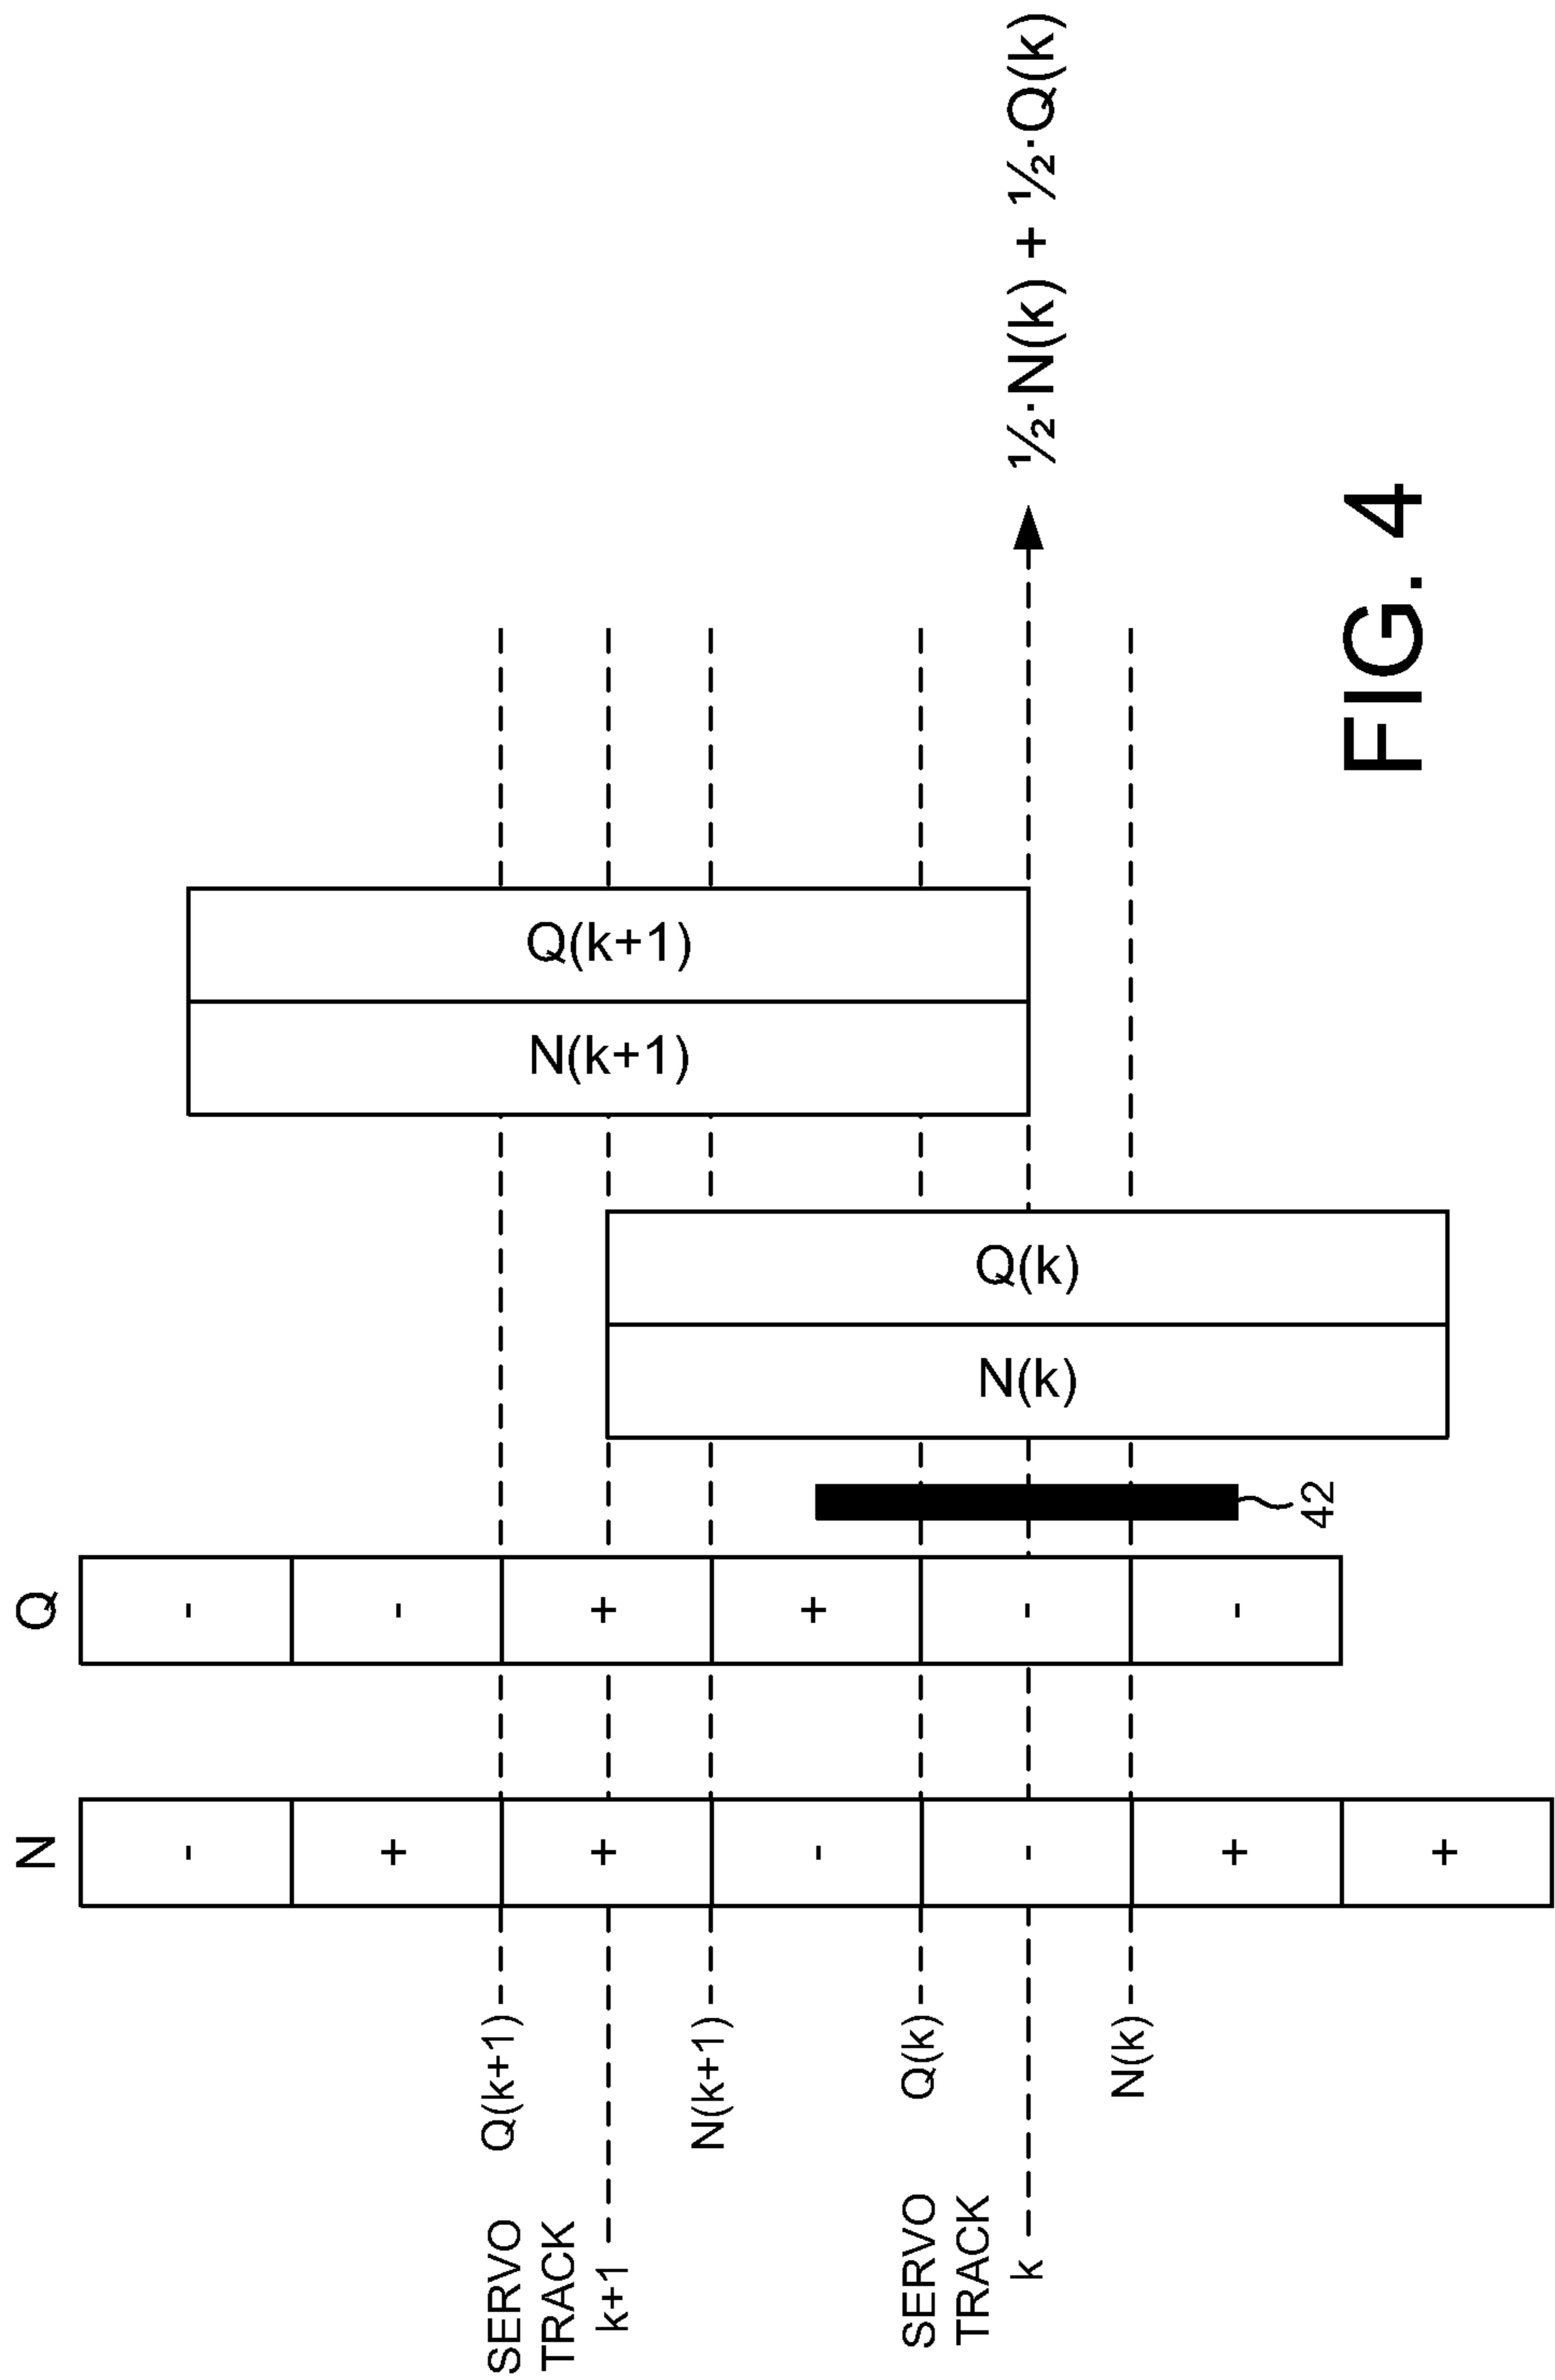 N
Q
-
-
+
-
+
+
Q(k+1)
SERVO
TRACK
k+1
N(k+1)
-
+
Q(k)
SERVO
TRACK
k
-
-
N(k)
+
-
+
N(k+1)
Q(k+1)
N(k)
Q(k)
42
½·N(k) + ½·Q(k)
FIG. 4